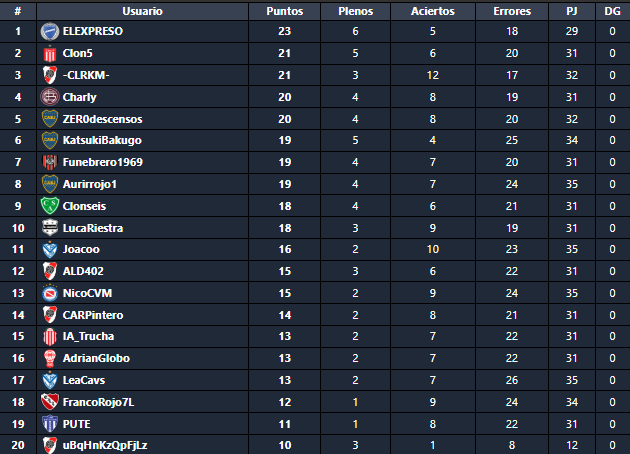 # Usuario Puntos Plenos Aciertos Errores PJ DG
1 ELEXPRESO 23 6 5 18 29 0
2 Clon5 21 5 6 20 31 0
3 -CLRKM- 21 3 12 17 32 0
4 Charly 20 4 8 19 31 0
5 ZER0descensos 20 4 8 20 32 0
6 KatsukiBakugo 19 5 4 25 34 0
7 Funebrero1969 19 4 7 20 31 0
8 Aurirrojo1 19 4 7 24 35 0
9 Clonseis 18 4 6 21 31 0
10 LucaRiestra 18 3 9 19 31 0
11 Joacoo 16 2 10 23 35 0
12 ALD402 15 3 6 22 31 0
13 NicoCVM 15 2 9 24 35 0
14 CARPintero 14 2 8 21 31 0
15 IA_Trucha 13 2 7 22 31 0
16 AdrianGlobo 13 2 7 22 31 0
17 LeaCavs 13 2 7 26 35 0
18 FrancoRojo7L 12 1 9 24 34 0
19 PUTE 11 1 8 22 31 0
20 uBqHnKzQpFjLz 10 3 1 8 12 0